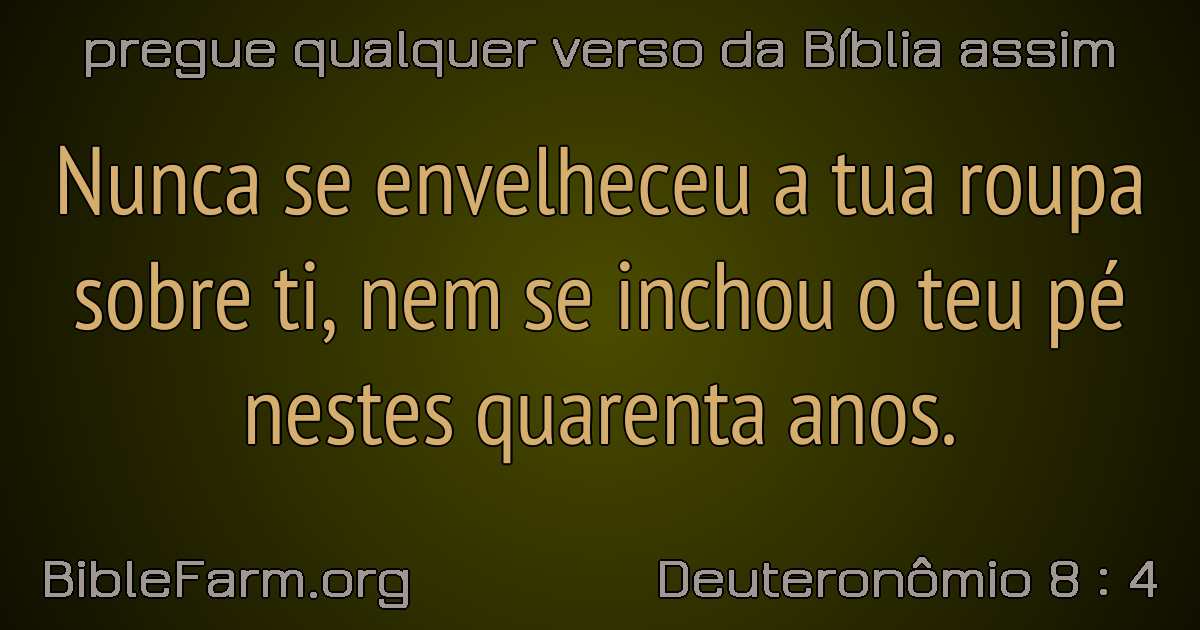 pregue qualquer verso da Bíblia assim
Nunca se envelheceu a tua roupa
sobre ti, nem se inchou o teu pé
nestes quarenta anos.
BibleFarm.org
Deuteronômio 8 : 4